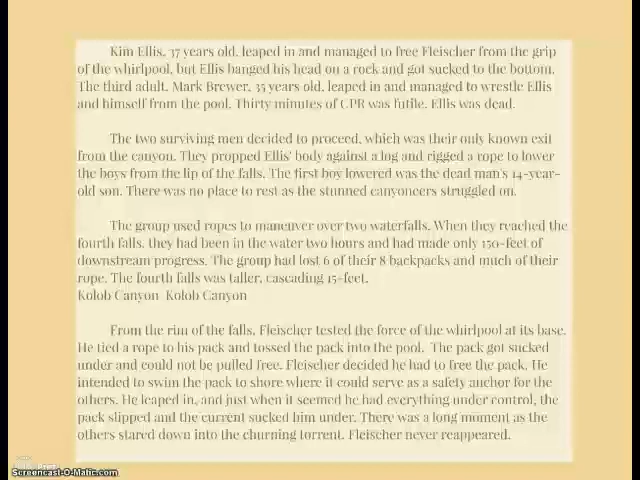 Kim Ellis, 37 years old, leaped in and managed to free Fleischer from the grip
of the whirlpool, but Ellis banged his head on a rock and got sucked to the bottom.
The third adult, Mark Brewer, 35 years old, leaped in and managed to wrestle Ellis
and himself from the pool. Thirty minutes of CPR was futile. Ellis was dead.
The two surviving men decided to proceed, which was their only known exit
from the canyon. They propped Ellis' body against a log and rigged a rope to lower
the boys from the lip of the falls. The first boy lowered was the dead man's 14-year-
old son. There was no place to rest as the stunned canyoneers struggled on.
The group used ropes to maneuver over two waterfalls. When they reached the
fourth falls, they had been in the water two hours and had made only 150-feet of
downstream progress. The group had lost 6 of their 8 backpacks and much of their
rope. The fourth falls was taller, cascading 15-feet.
Kolob Canyon Kolob Canyon
From the rim of the falls, Fleischer tested the force of the whirlpool at its base.
He tied a rope to his pack and tossed the pack into the pool. The pack got sucked
under and could not be pulled free. Fleischer decided he had to free the pack. He
intended to swim the pack to shore where it could serve as a safety anchor for the
others. He leaped in, and just when it seemed he had everything under control, the
pack slipped and the current sucked him under. There was a long moment as the
others stared down into the churning torrent. Fleischer never reappeared.
Screencast-O-Matic.com